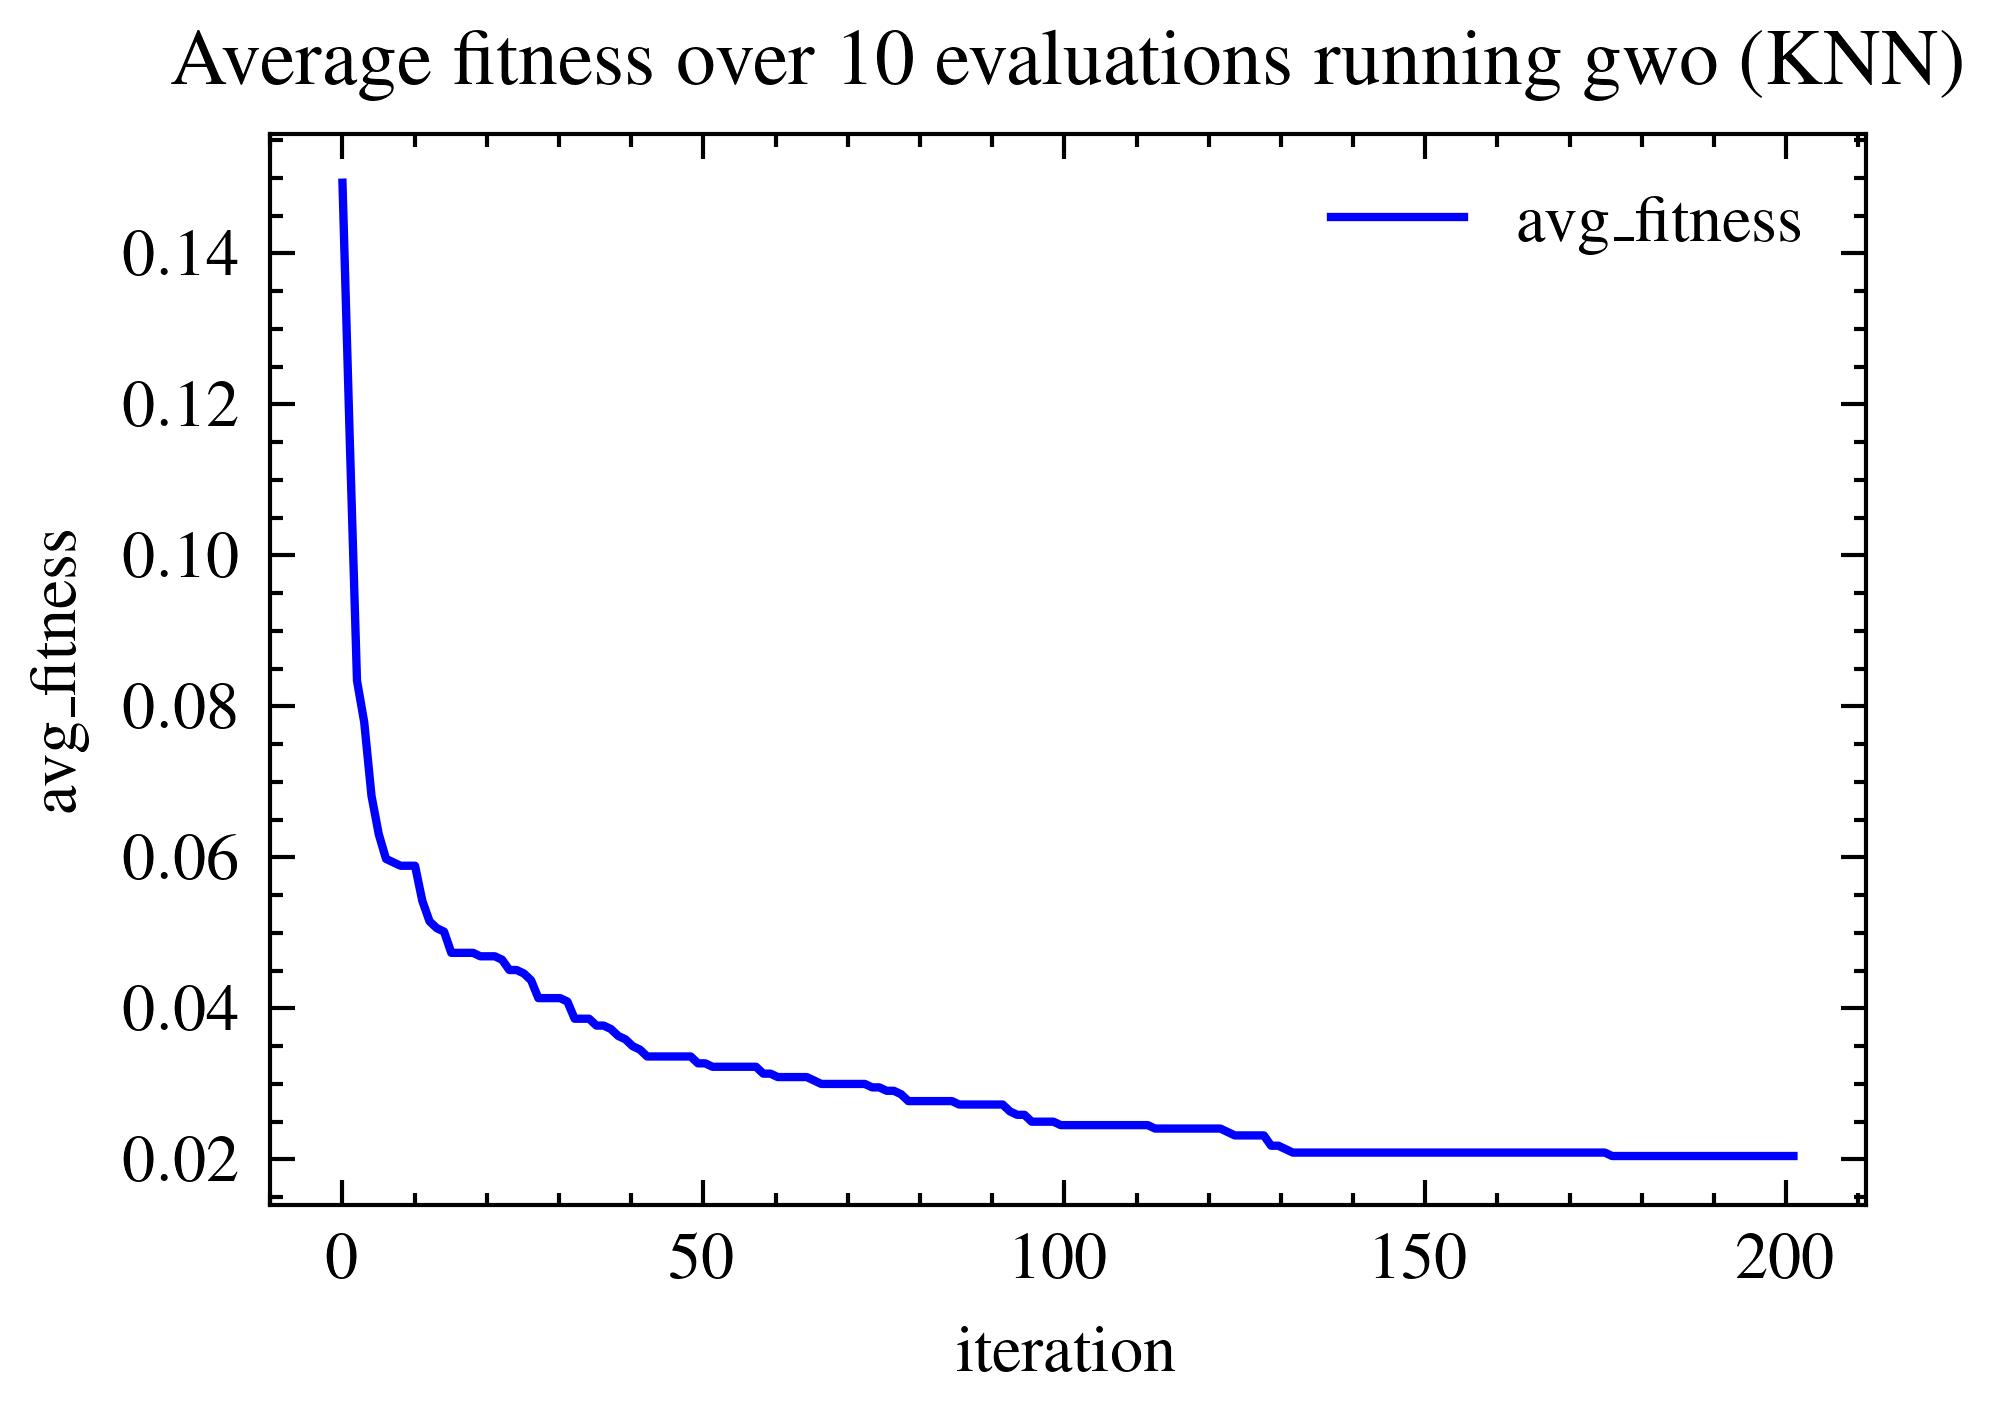 Average fitness over 10 evaluations running gwo (KNN)
avg_fitness
0.14
0.12
0.10
0.08
0.06
0.04
0.02
avg_fitness
0 50 100 150 200
iteration